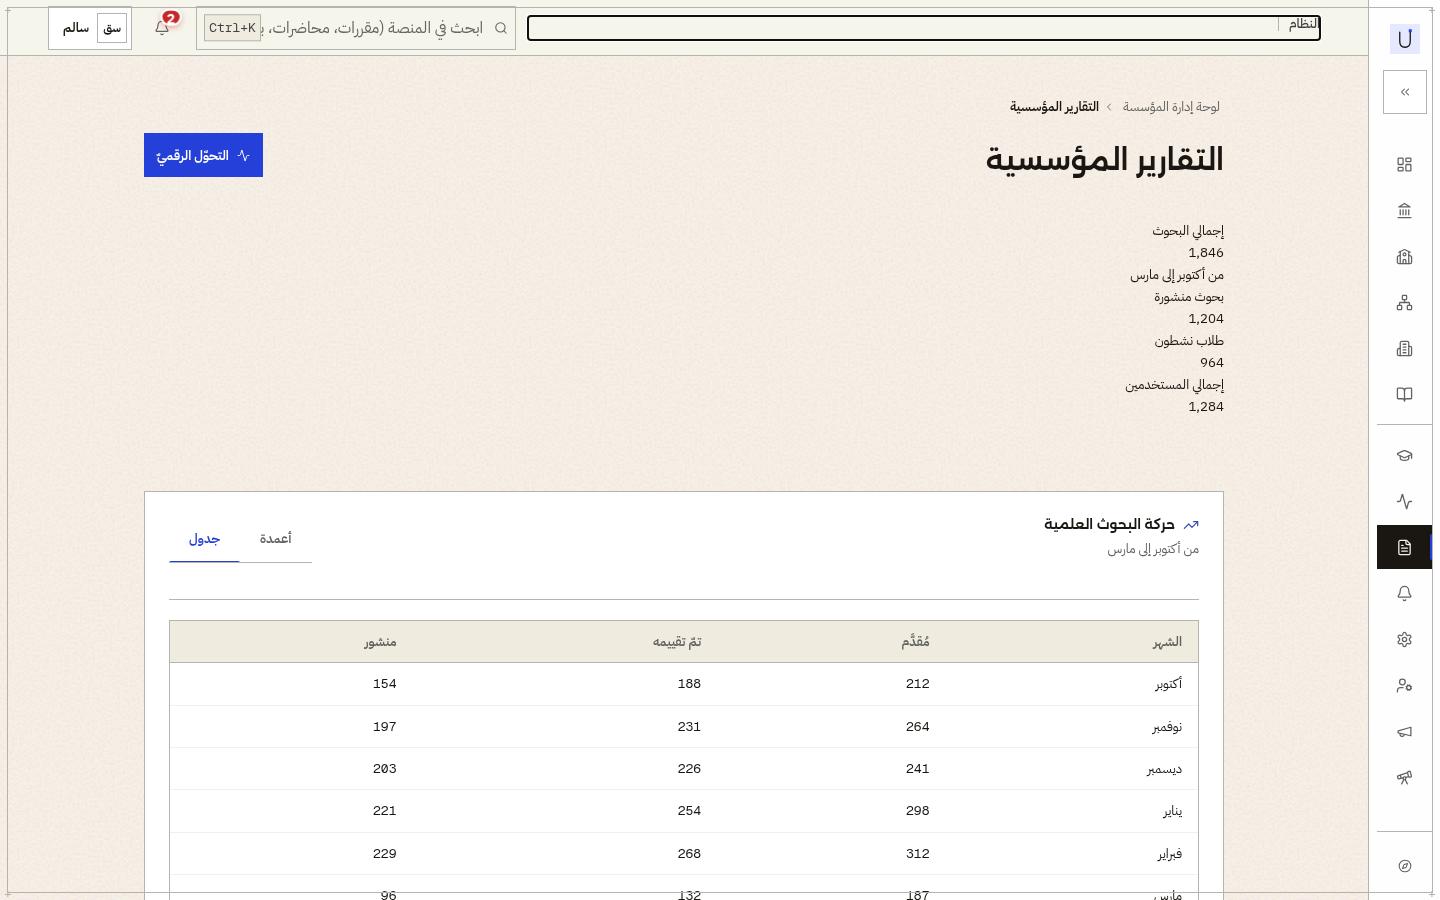 النظام
ابحث في المنصة (مقررات، محاضرات، ب
Ctrl+K
2
سق
سالم
لوحة إدارة المؤسسة
التقارير المؤسسية
التقارير المؤسسية
التحوّل الرقميّ
إجمالي البحوث
1,846
من أكتوبر إلى مارس
بحوث منشورة
1,204
طلاب نشطون
964
إجمالي المستخدمين
1,284
حركة البحوث العلمية
من أكتوبر إلى مارس
أعمدة
جدول
الشهر مُقدَّم تمّ تقييمه منشور
أكتوبر 212 188 154
نوفمبر 264 231 197
ديسمبر 241 226 203
يناير 298 254 221
فبراير 312 268 229
مارس 187 132 96